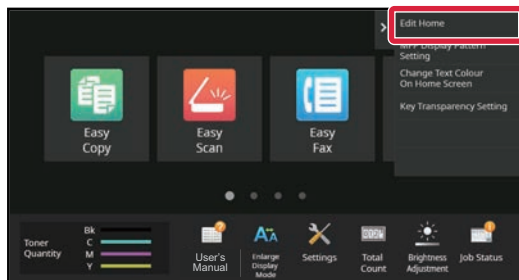 Edit Home
MFP Display Pattern
Setting
Change Text Colour
On Home Screen
Key Transparency Setting
Easy
Copy
Easy
Scan
Easy
Fax
Toner
Quantity
Bk
C
M
Y
User's
Manual
Enlarge
Display
Mode
Settings
Total
Count
Brightness
Adjustment
Job Status